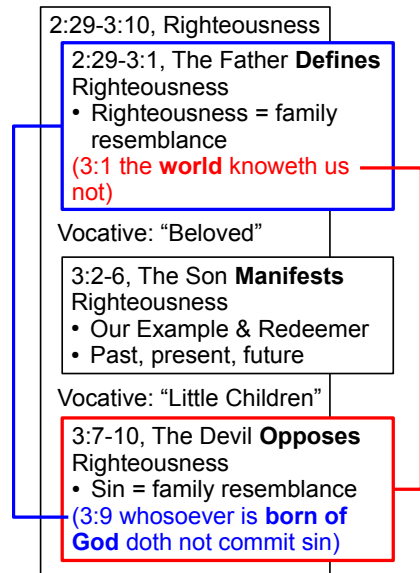 2:29-3:10, Righteousness
2:29-3:1, The Father Defines
Righteousness
• Righteousness = family
resemblance
(3:1 the world knoweth us
not)
Vocative: “Beloved”
3:2-6, The Son Manifests
Righteousness
• Our Example & Redeemer
• Past, present, future
Vocative: “Little Children”
3:7-10, The Devil Opposes
Righteousness
• Sin = family resemblance
(3:9 whosoever is born of
God doth not commit sin)